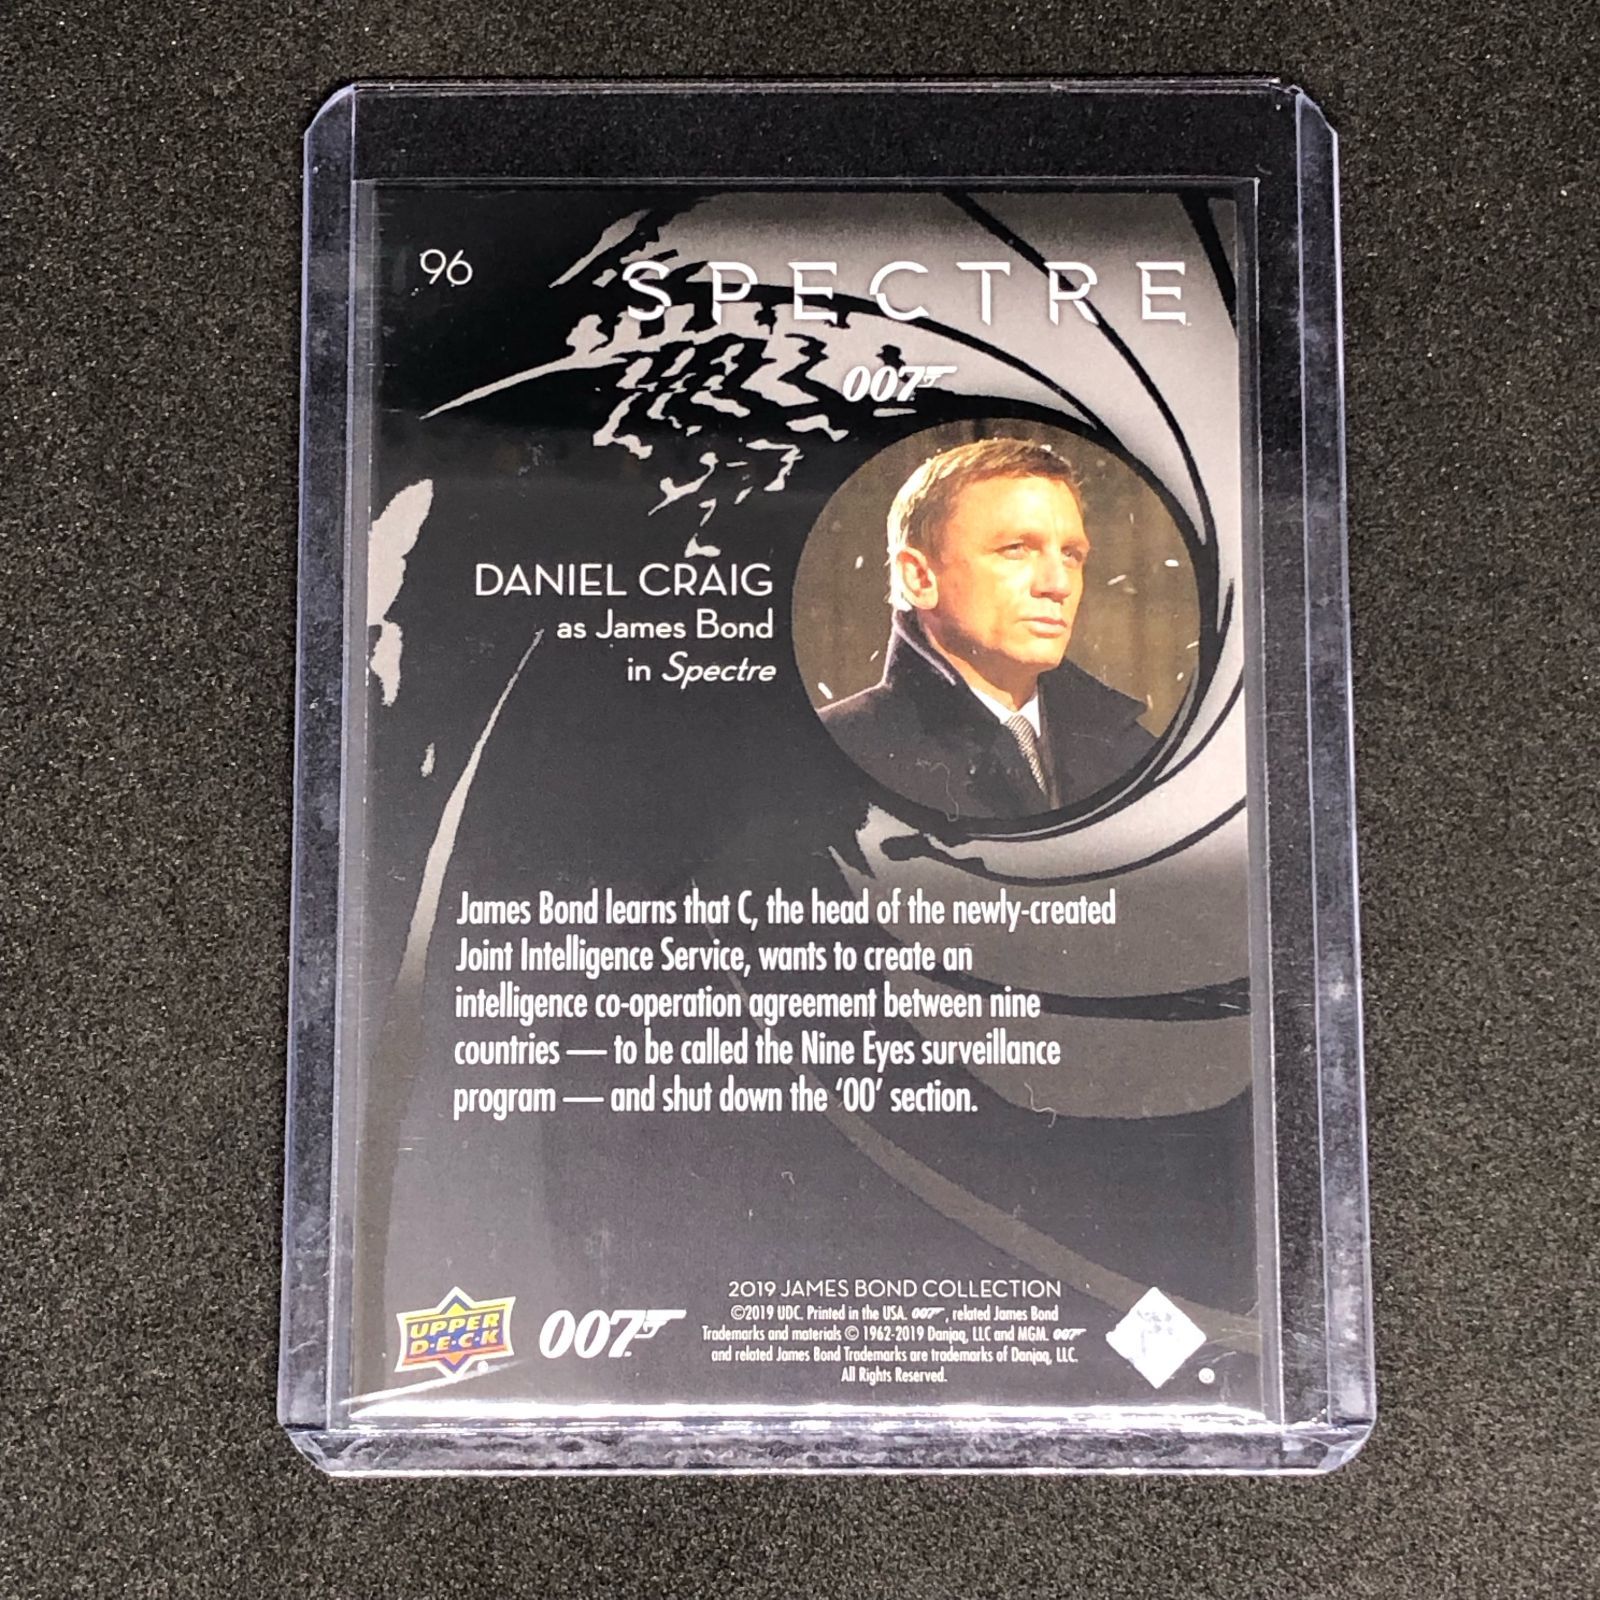 96
SPECTRE
007
DANIEL CRAIG
as James Bond
in Spectre
James Bond learns that C, the head of the newly-created
Joint Intelligence Service, wants to create an
intelligence co-operation agreement between nine
countries — to be called the Nine Eyes surveillance
program — and shut down the ‘00’ section.
2019 JAMES BOND COLLECTION
©2019 UDC. Printed in the USA. 007, related James Bond
Trademarks and materials © 1962-2019 Danjaq, LLC and MGM. 007
and related James Bond Trademarks are trademarks of Danjaq, LLC.
All Rights Reserved.
UPPER
D·E·C·K
®
007
®